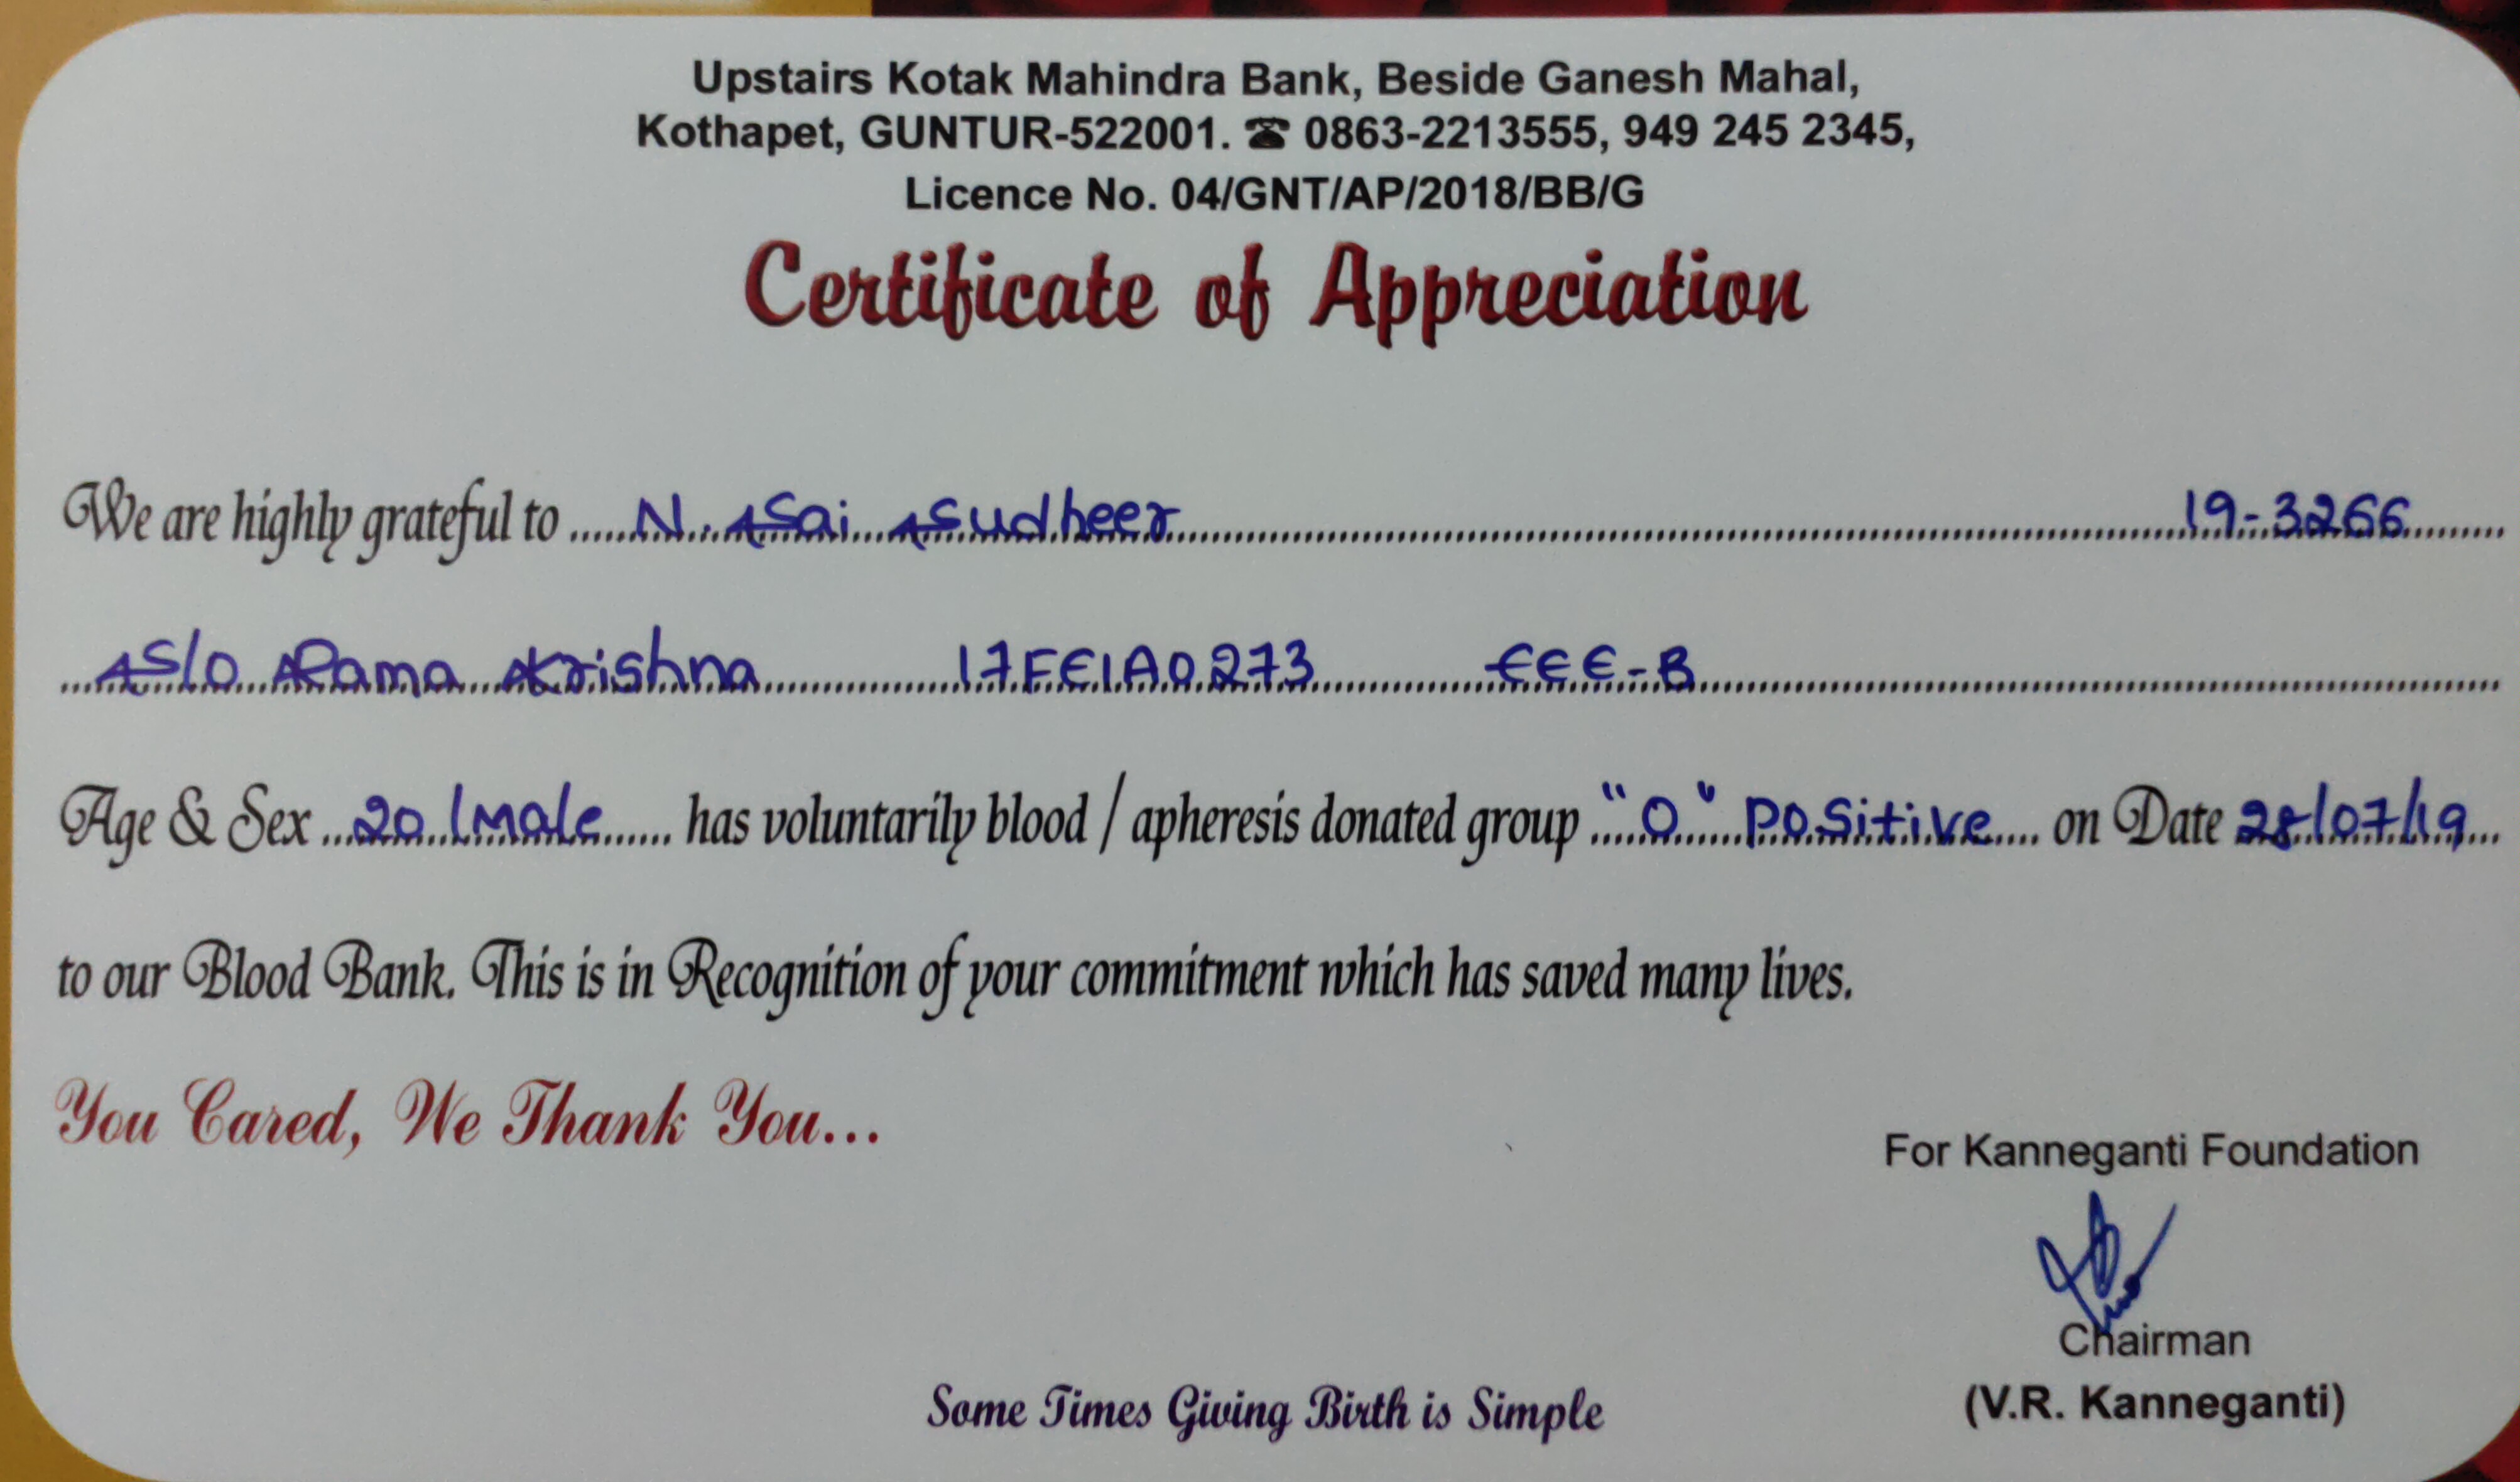 Upstairs Kotak Mahindra Bank, Beside Ganesh Mahal,
Kothapet, GUNTUR-522001. ☎ 0863-2213555, 949 245 2345,
Licence No. 04/GNT/AP/2018/BB/G
Certificate of Appreciation
We are highly grateful to N. Sai Sudheer 19-3266
S/O Rama Krishna 17FE1A0273 EEE-B
Age & Sex 20/Male has voluntarily blood / apheresis donated group "O" Positive on Date 28/07/19
to our Blood Bank. This is in Recognition of your commitment which has saved many lives.
You Cared, We Thank You...
For Kanneganti Foundation
Chairman
(V.R. Kanneganti)
Some Times Giving Birth is Simple